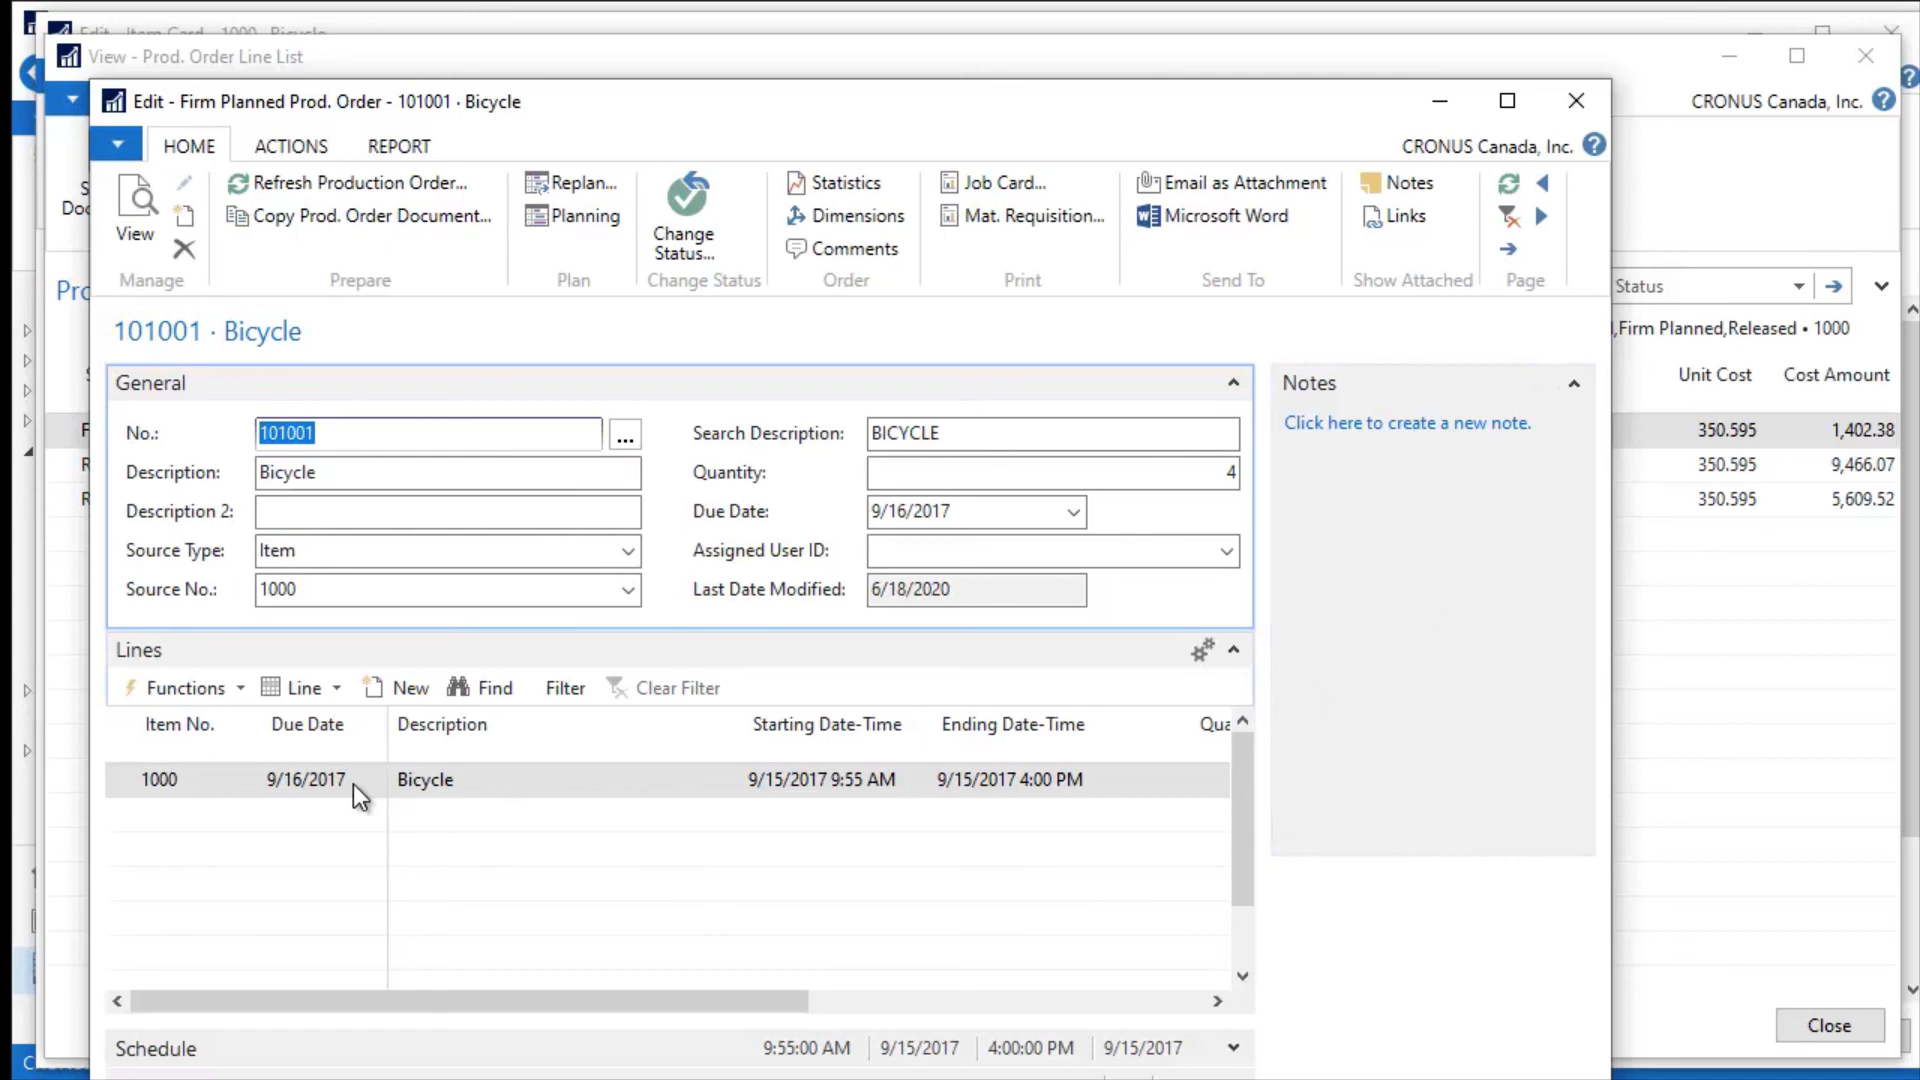 Edit - Item Card - 1000 · Bicycle
View - Prod. Order Line List
CRONUS Canada, Inc.
Edit - Firm Planned Prod. Order - 101001 · Bicycle
HOME ACTIONS REPORT
CRONUS Canada, Inc.
View
Manage
Refresh Production Order...
Copy Prod. Order Document...
Prepare
Replan...
Planning
Plan
Change
Status...
Change Status
Statistics
Dimensions
Comments
Order
Job Card...
Mat. Requisition...
Print
Email as Attachment
Microsoft Word
Send To
Notes
Links
Show Attached
Page
101001 · Bicycle
General
No.: 101001 ...
Description: Bicycle
Description 2:
Source Type: Item
Source No.: 1000
Search Description: BICYCLE
Quantity: 4
Due Date: 9/16/2017
Assigned User ID:
Last Date Modified: 6/18/2020
Notes
Click here to create a new note.
Lines
Functions Line New Find Filter Clear Filter
Item No. Due Date Description Starting Date-Time Ending Date-Time Qua
1000 9/16/2017 Bicycle 9/15/2017 9:55 AM 9/15/2017 4:00 PM
Schedule 9:55:00 AM 9/15/2017 4:00:00 PM 9/15/2017
Status
,Firm Planned,Released • 1000
Unit Cost Cost Amount
350.595 1,402.38
350.595 9,466.07
350.595 5,609.52
Close